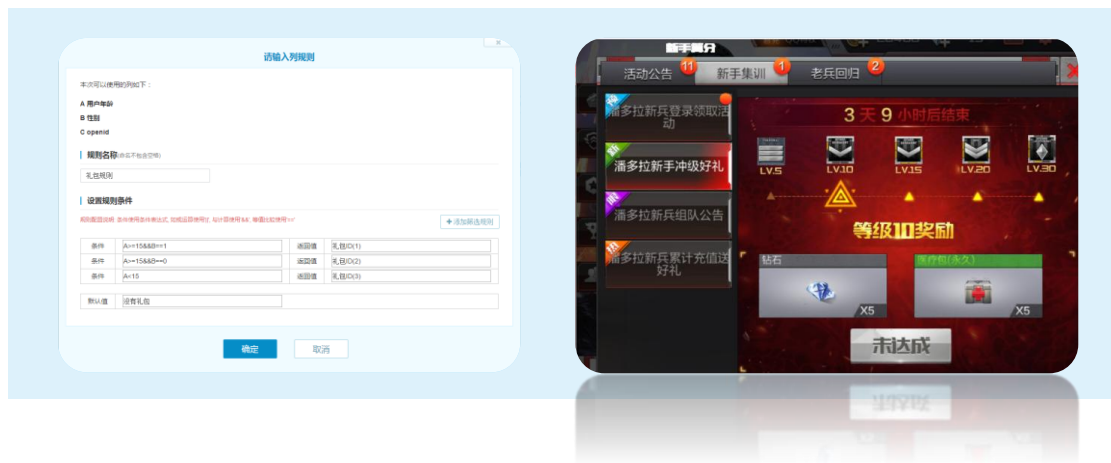 请输入列规则
本次可以使用的列如下：
A 用户年龄
B 性别
C openid
规则名称(命名不包含空格)
礼包规则
设置规则条件
+ 添加筛选规则
条件 A>=15&&B==1 返回值 礼包ID(1)
条件 A>=15&&B==0 返回值 礼包ID(2)
条件 A<15 返回值 礼包ID(3)
默认值 没有礼包
确定 取消
活动公告 11 新手集训 1 老兵回归 2
潘多拉新兵登录领取活动
潘多拉新手冲级好礼
潘多拉新兵组队公告
潘多拉新兵累计充值送好礼
3 天 9 小时后结束
LV.5 LV.10 LV.15 LV.20 LV.30
等级10奖励
钻石 医疗包(永久)
X5 X5
未达成